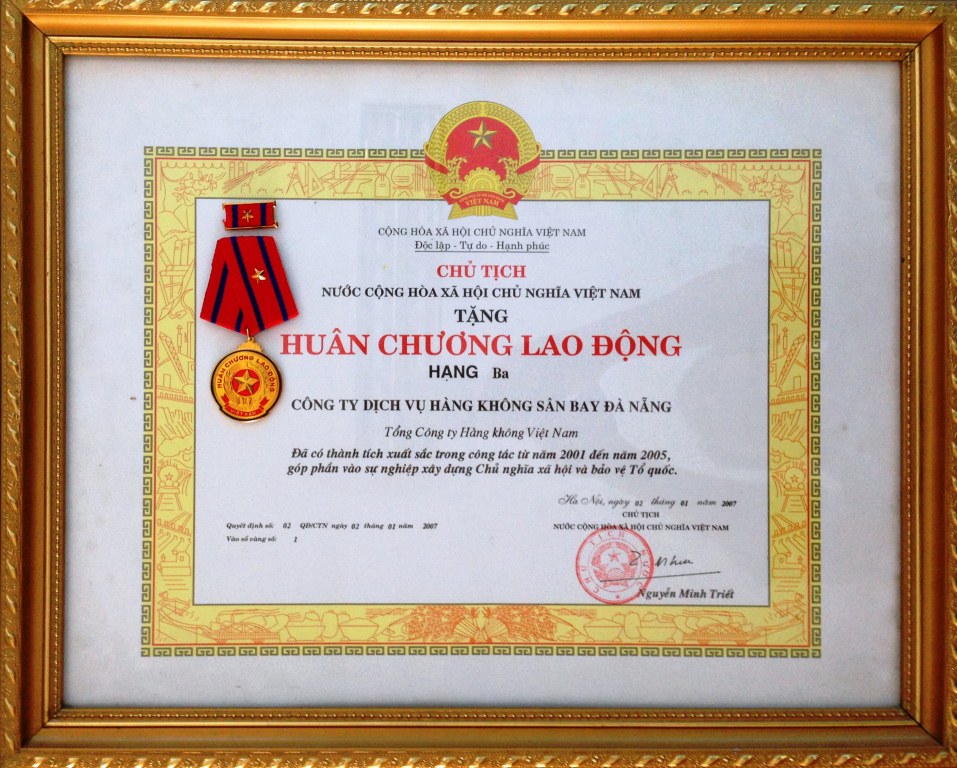 VIỆT NAM
CỘNG HÒA XÃ HỘI CHỦ NGHĨA VIỆT NAM
Độc lập - Tự do - Hạnh phúc
CHỦ TỊCH
NƯỚC CỘNG HÒA XÃ HỘI CHỦ NGHĨA VIỆT NAM
TẶNG
HUÂN CHƯƠNG LAO ĐỘNG
HẠNG Ba
HUÂN CHƯƠNG LAO ĐỘNG
VIỆT NAM
CÔNG TY DỊCH VỤ HÀNG KHÔNG SÂN BAY ĐÀ NẴNG
Tổng Công ty Hàng không Việt Nam
Đã có thành tích xuất sắc trong công tác từ năm 2001 đến năm 2005,
góp phần vào sự nghiệp xây dựng Chủ nghĩa xã hội và bảo vệ Tổ quốc.
Hà Nội, ngày 02 tháng 01 năm 2007
CHỦ TỊCH
NƯỚC CỘNG HÒA XÃ HỘI CHỦ NGHĨA VIỆT NAM
Quyết định số: 02 QĐ/CTN ngày 02 tháng 01 năm 2007
Vào sổ vàng số: 1
CHỦ TỊCH NƯỚC
Nguyễn Minh Triết